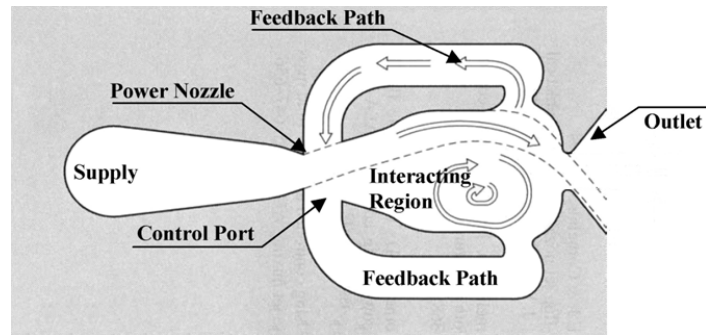 Feedback Path
Power Nozzle
Outlet
Supply
Interacting
Region
Control Port
Feedback Path